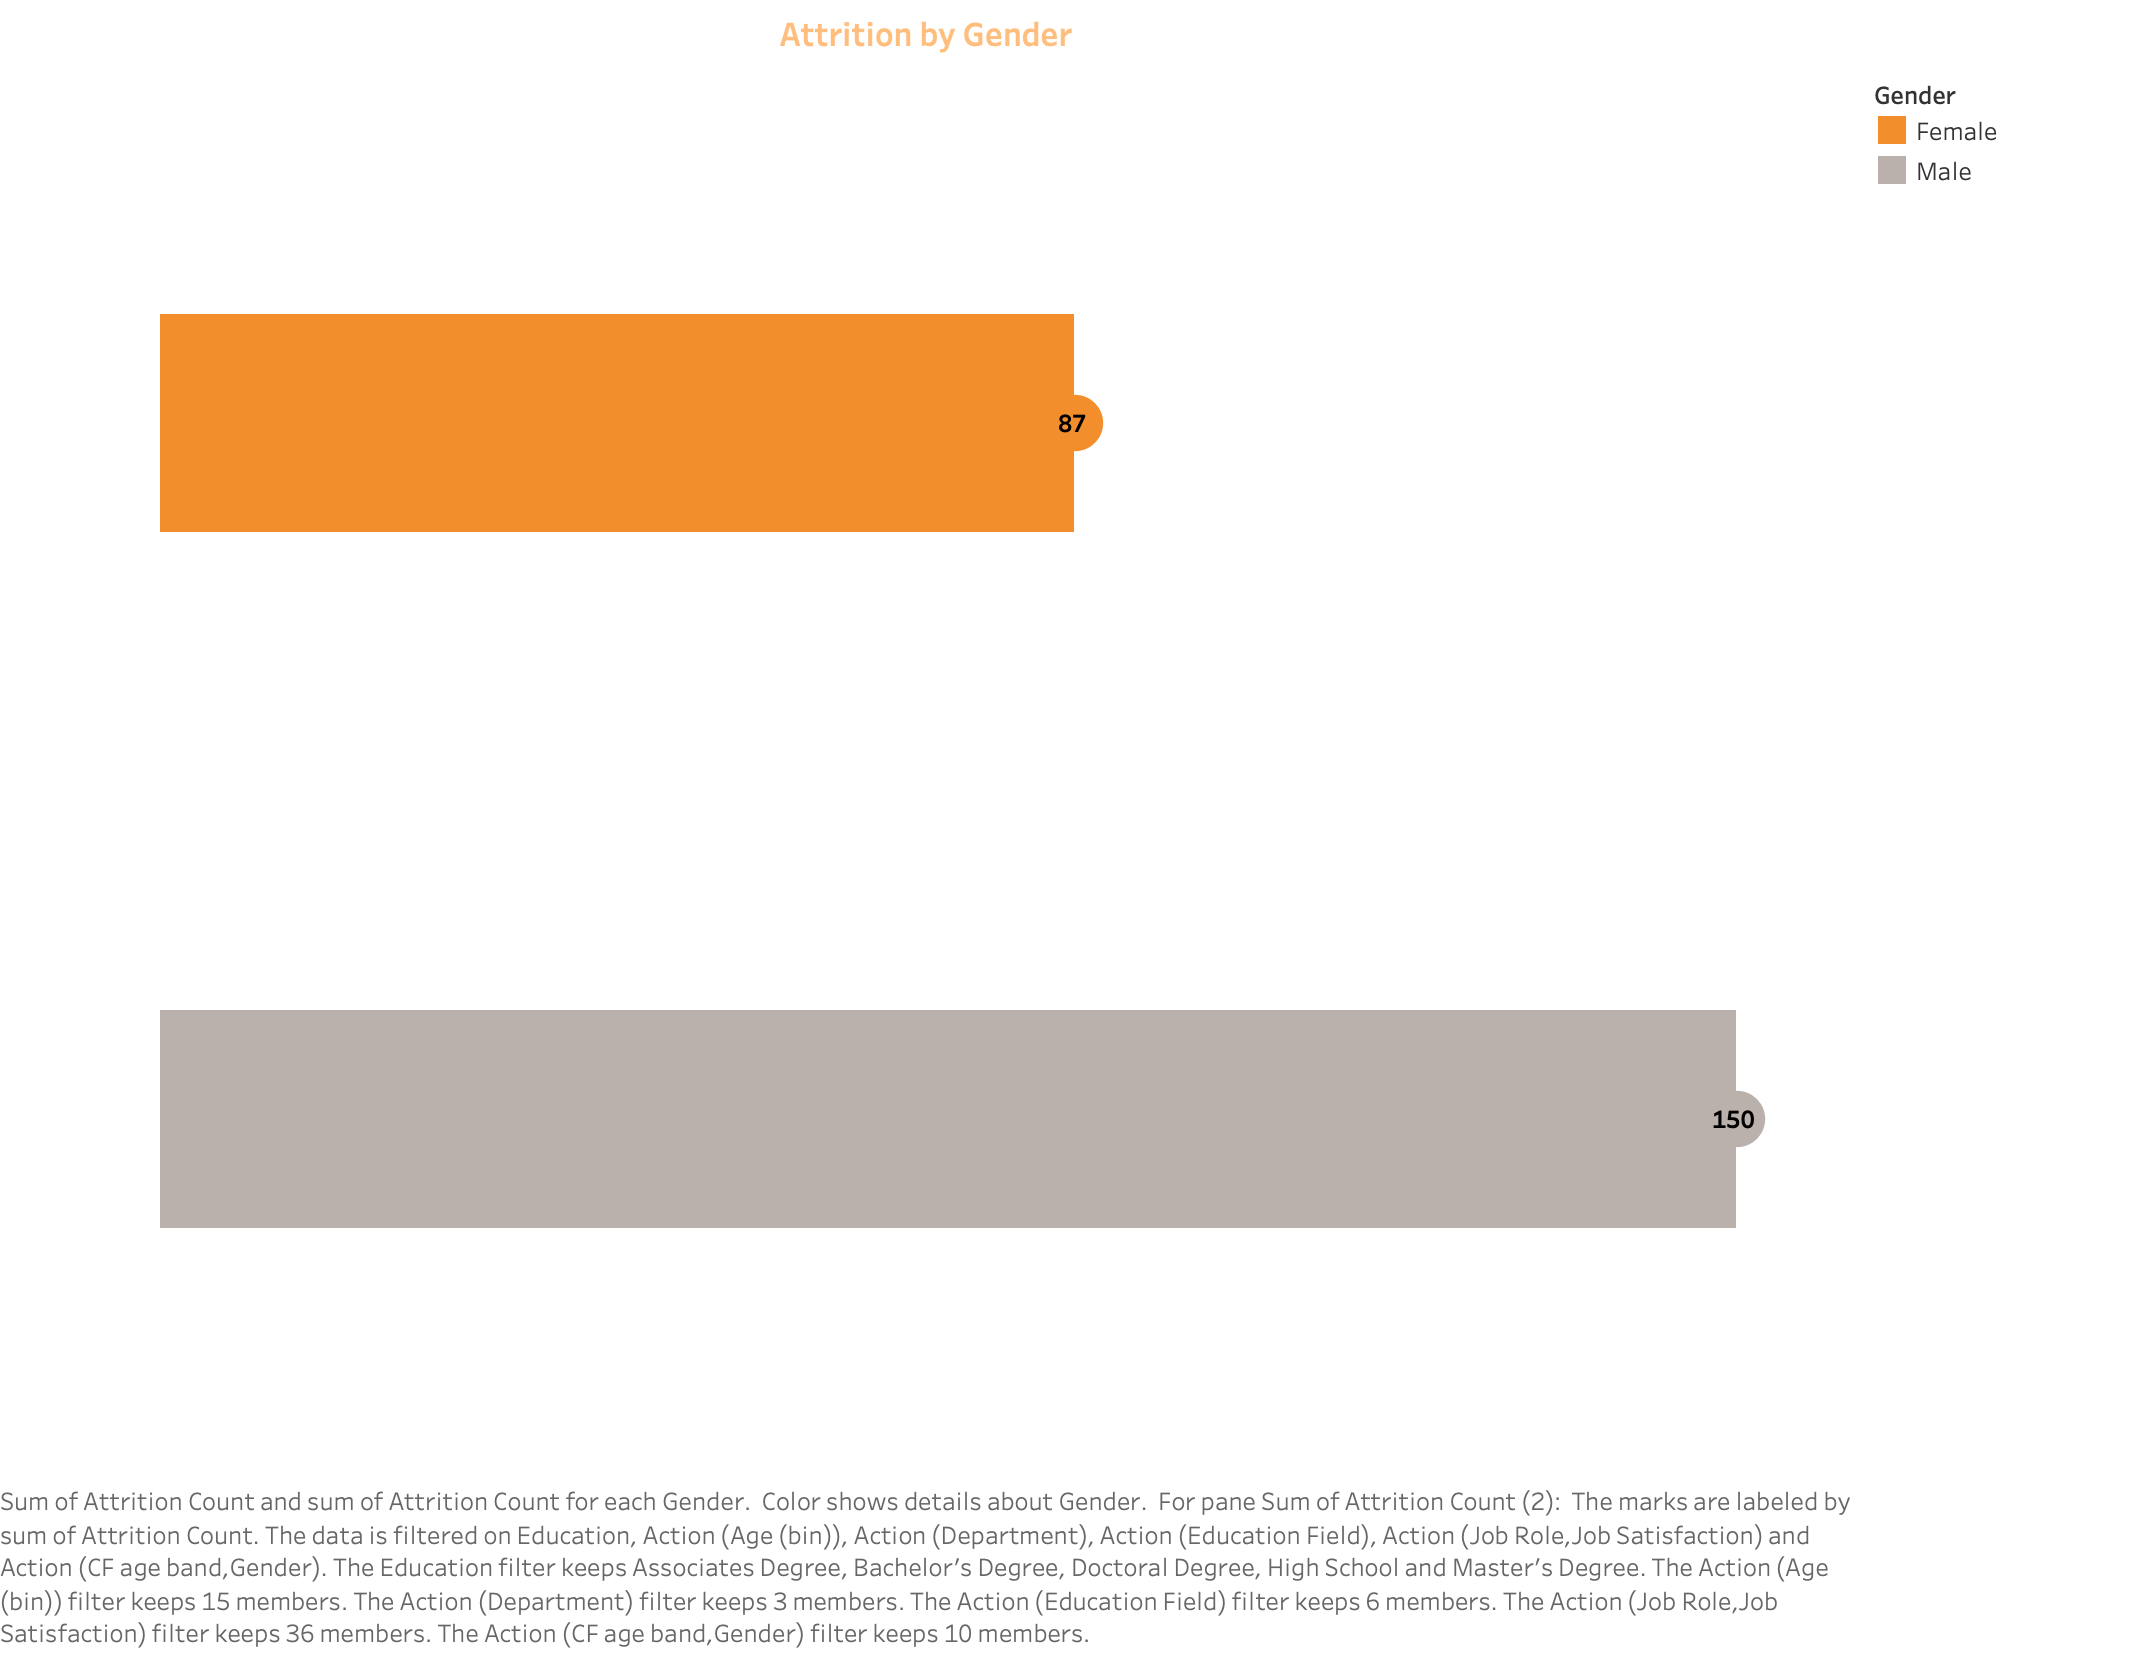 Attrition by Gender
Gender
Female
Male
87
150
Sum of Attrition Count and sum of Attrition Count for each Gender.  Color shows details about Gender.  For pane Sum of Attrition Count (2):  The marks are labeled by
sum of Attrition Count. The data is filtered on Education, Action (Age (bin)), Action (Department), Action (Education Field), Action (Job Role,Job Satisfaction) and
Action (CF age band,Gender). The Education filter keeps Associates Degree, Bachelor’s Degree, Doctoral Degree, High School and Master’s Degree. The Action (Age
(bin)) filter keeps 15 members. The Action (Department) filter keeps 3 members. The Action (Education Field) filter keeps 6 members. The Action (Job Role,Job
Satisfaction) filter keeps 36 members. The Action (CF age band,Gender) filter keeps 10 members.